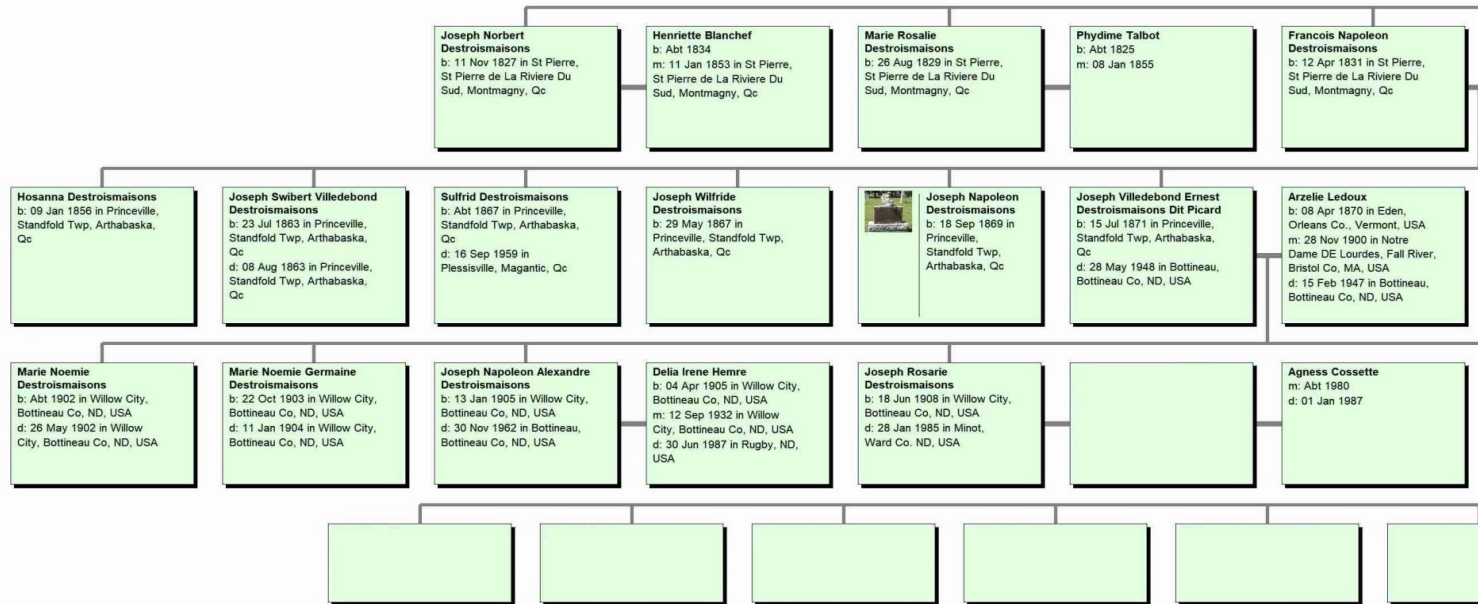 Joseph Norbert
Destroismaisons
b: 11 Nov 1827 in St Pierre,
St Pierre de La Riviere Du
Sud, Montmagny, Qc
Henriette Blanchef
b: Abt 1834
m: 11 Jan 1853 in St Pierre,
St Pierre de La Riviere Du
Sud, Montmagny, Qc
Marie Rosalie
Destroismaisons
b: 26 Aug 1829 in St Pierre,
St Pierre de La Riviere Du
Sud, Montmagny, Qc
Phydime Talbot
b: Abt 1825
m: 08 Jan 1855
Francois Napoleon
Destroismaisons
b: 12 Apr 1831 in St Pierre,
St Pierre de La Riviere Du
Sud, Montmagny, Qc
Hosanna Destroismaisons
b: 09 Jan 1856 in Princeville,
Standfold Twp, Arthabaska,
Qc
Joseph Swibert Villedebond
Destroismaisons
b: 23 Jul 1863 in Princeville,
Standfold Twp, Arthabaska,
Qc
d: 08 Aug 1863 in Princeville,
Standfold Twp, Arthabaska,
Qc
Sulfrid Destroismaisons
b: Abt 1867 in Princeville,
Standfold Twp, Arthabaska,
Qc
d: 16 Sep 1959 in
Plessisville, Magantic, Qc
Joseph Wilfride
Destroismaisons
b: 29 May 1867 in
Princeville, Standfold Twp,
Arthabaska, Qc
Joseph Napoleon
Destroismaisons
b: 18 Sep 1869 in
Princeville,
Standfold Twp,
Arthabaska, Qc
Joseph Villedebond Ernest
Destroismaisons Dit Picard
b: 15 Jul 1871 in Princeville,
Standfold Twp, Arthabaska,
Qc
d: 28 May 1948 in Bottineau,
Bottineau Co, ND, USA
Arzelie Ledoux
b: 08 Apr 1870 in Eden,
Orleans Co., Vermont, USA
m: 28 Nov 1900 in Notre
Dame DE Lourdes, Fall River,
Bristol Co, MA, USA
d: 15 Feb 1947 in Bottineau,
Bottineau Co, ND, USA
Marie Noemie
Destroismaisons
b: Abt 1902 in Willow City,
Bottineau Co, ND, USA
d: 26 May 1902 in Willow
City, Bottineau Co, ND, USA
Marie Noemie Germaine
Destroismaisons
b: 22 Oct 1903 in Willow City,
Bottineau Co, ND, USA
d: 11 Jan 1904 in Willow City,
Bottineau Co, ND, USA
Joseph Napoleon Alexandre
Destroismaisons
b: 13 Jan 1905 in Willow City,
Bottineau Co, ND, USA
d: 30 Nov 1962 in Bottineau,
Bottineau Co, ND, USA
Delia Irene Hemre
b: 04 Apr 1905 in Willow City,
Bottineau Co, ND, USA
m: 12 Sep 1932 in Willow
City, Bottineau Co, ND, USA
d: 30 Jun 1987 in Rugby, ND,
USA
Joseph Rosarie
Destroismaisons
b: 18 Jun 1908 in Willow City,
Bottineau Co, ND, USA
d: 28 Jan 1985 in Minot,
Ward Co. ND, USA
Agness Cossette
m: Abt 1980
d: 01 Jan 1987